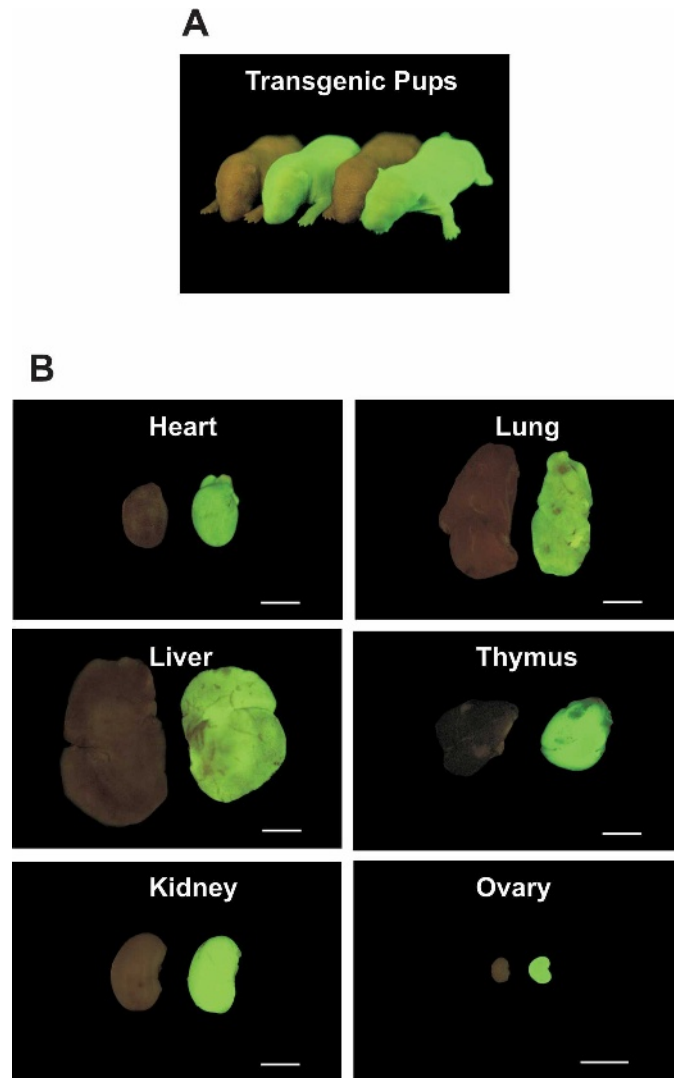 A
Transgenic Pups
B
Heart
Lung
Liver
Thymus
Kidney
Ovary